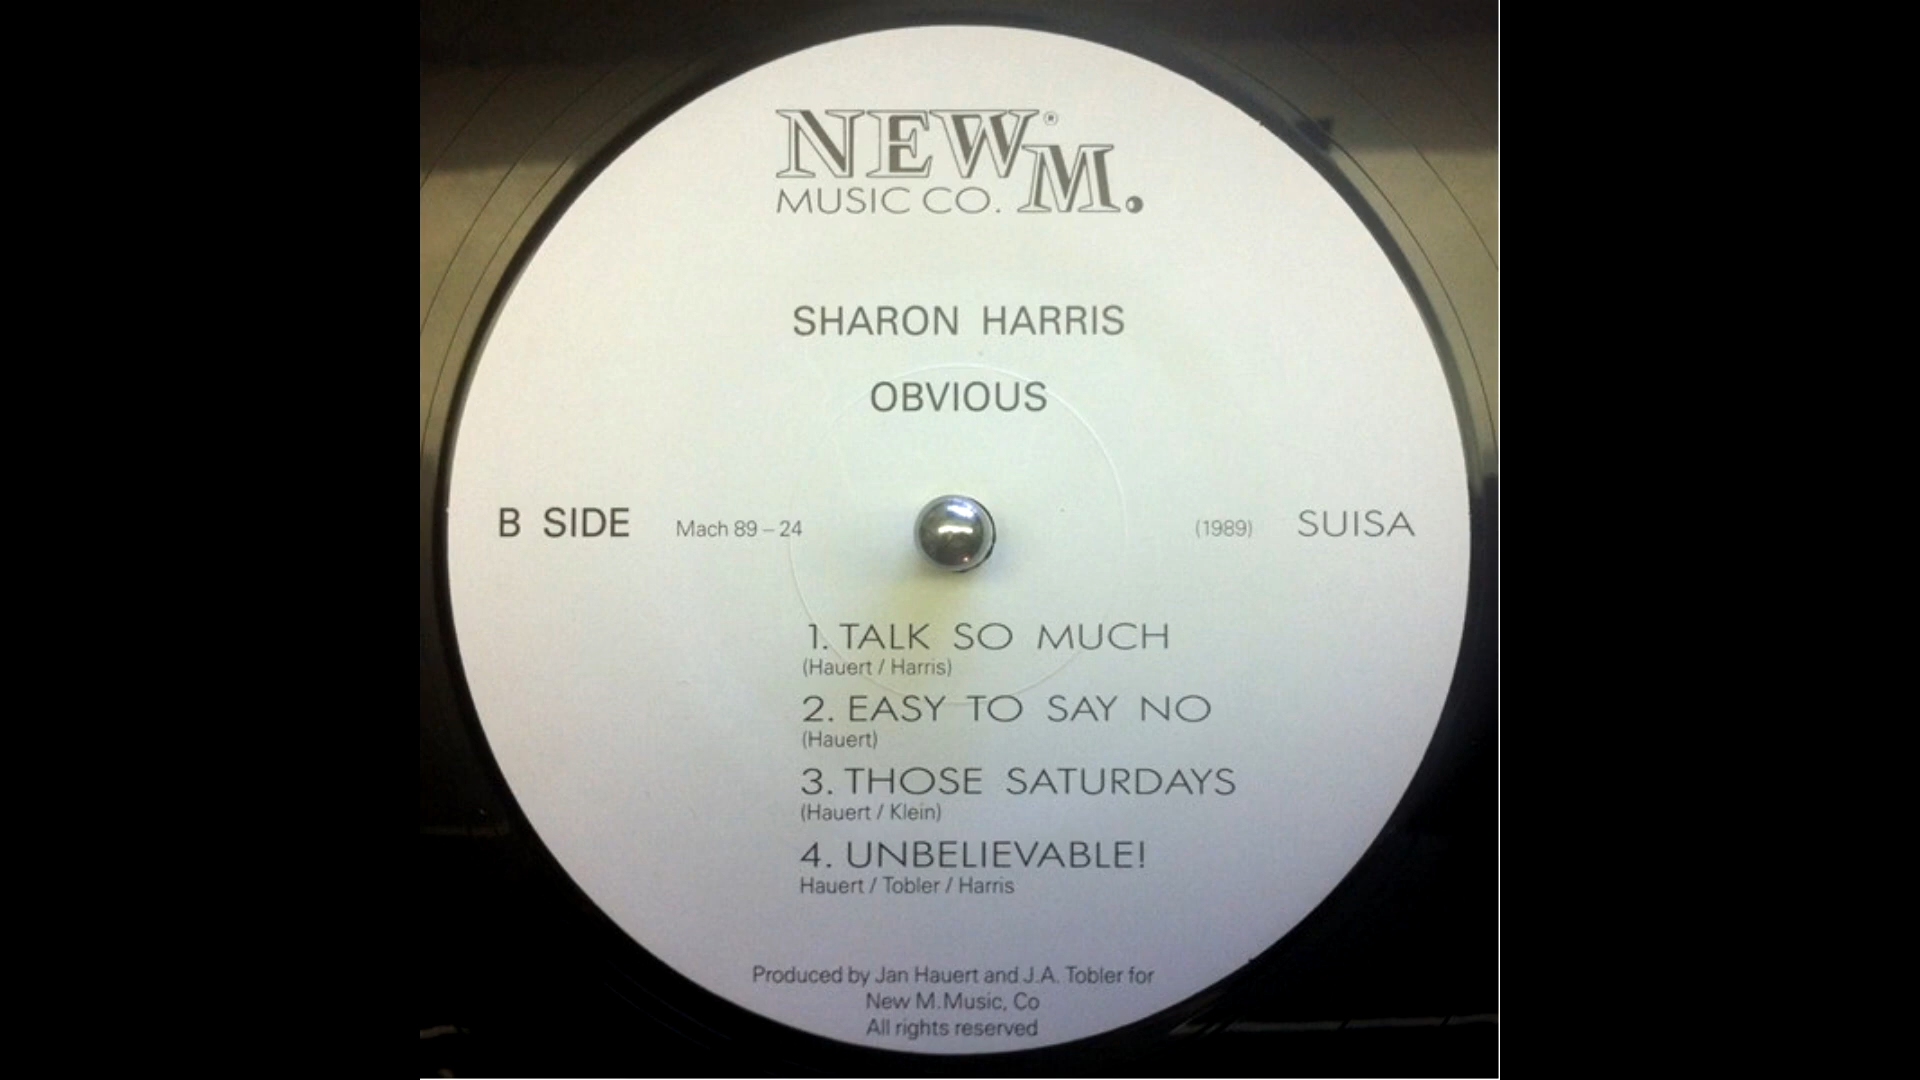 NEW M.®
MUSIC CO.
SHARON HARRIS
OBVIOUS
B SIDE Mach 89 – 24 (1989) SUISA
1. TALK SO MUCH
(Hauert / Harris)
2. EASY TO SAY NO
(Hauert)
3. THOSE SATURDAYS
(Hauert / Klein)
4. UNBELIEVABLE!
Hauert / Tobler / Harris
Produced by Jan Hauert and J.A. Tobler for
New M.Music, Co
All rights reserved